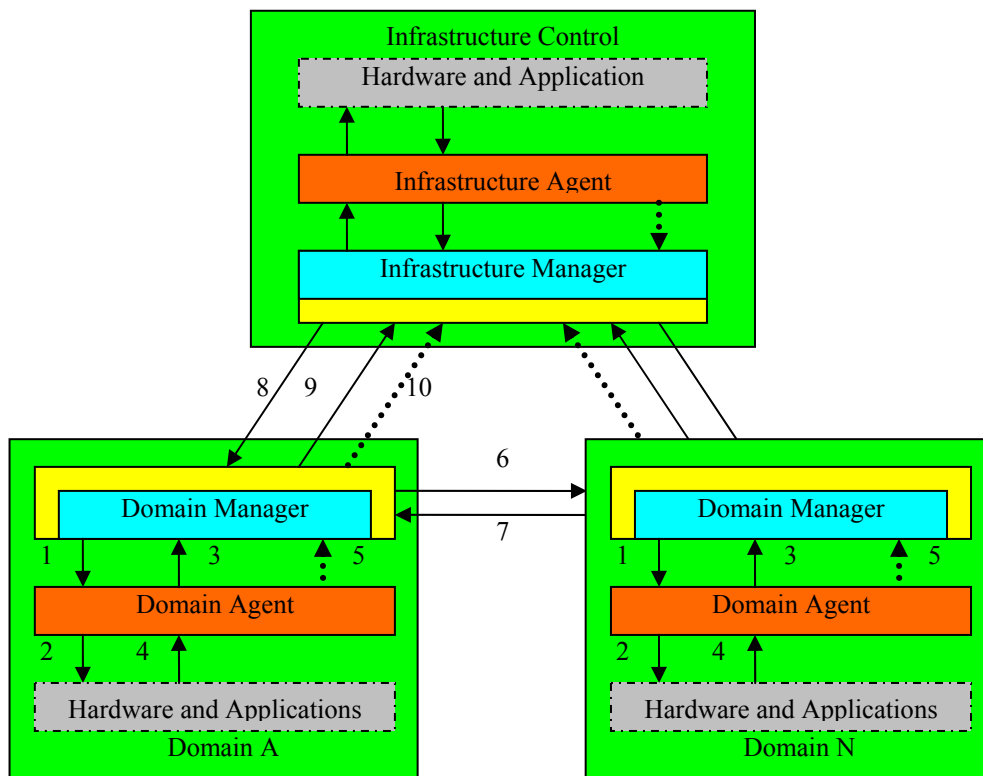 Infrastructure Control
Hardware and Application
Infrastructure Agent
Infrastructure Manager
8 9 10
6
7
Domain Manager
1 3 5
Domain Agent
2 4
Hardware and Applications
Domain A
Domain Manager
1 3 5
Domain Agent
2 4
Hardware and Applications
Domain N